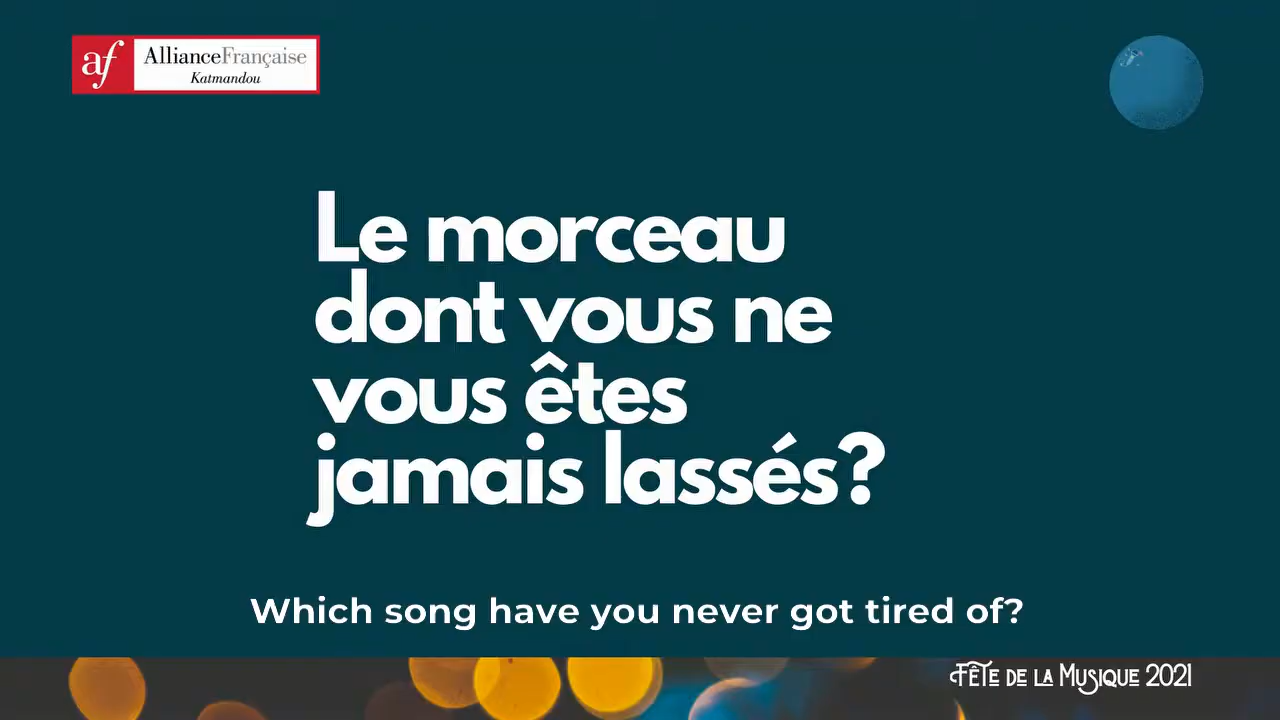 af
AllianceFrançaise
Katmandou
Le morceau
dont vous ne
vous êtes
jamais lassés?
Which song have you never got tired of?
FÊTE DE LA MUSIQUE 2021